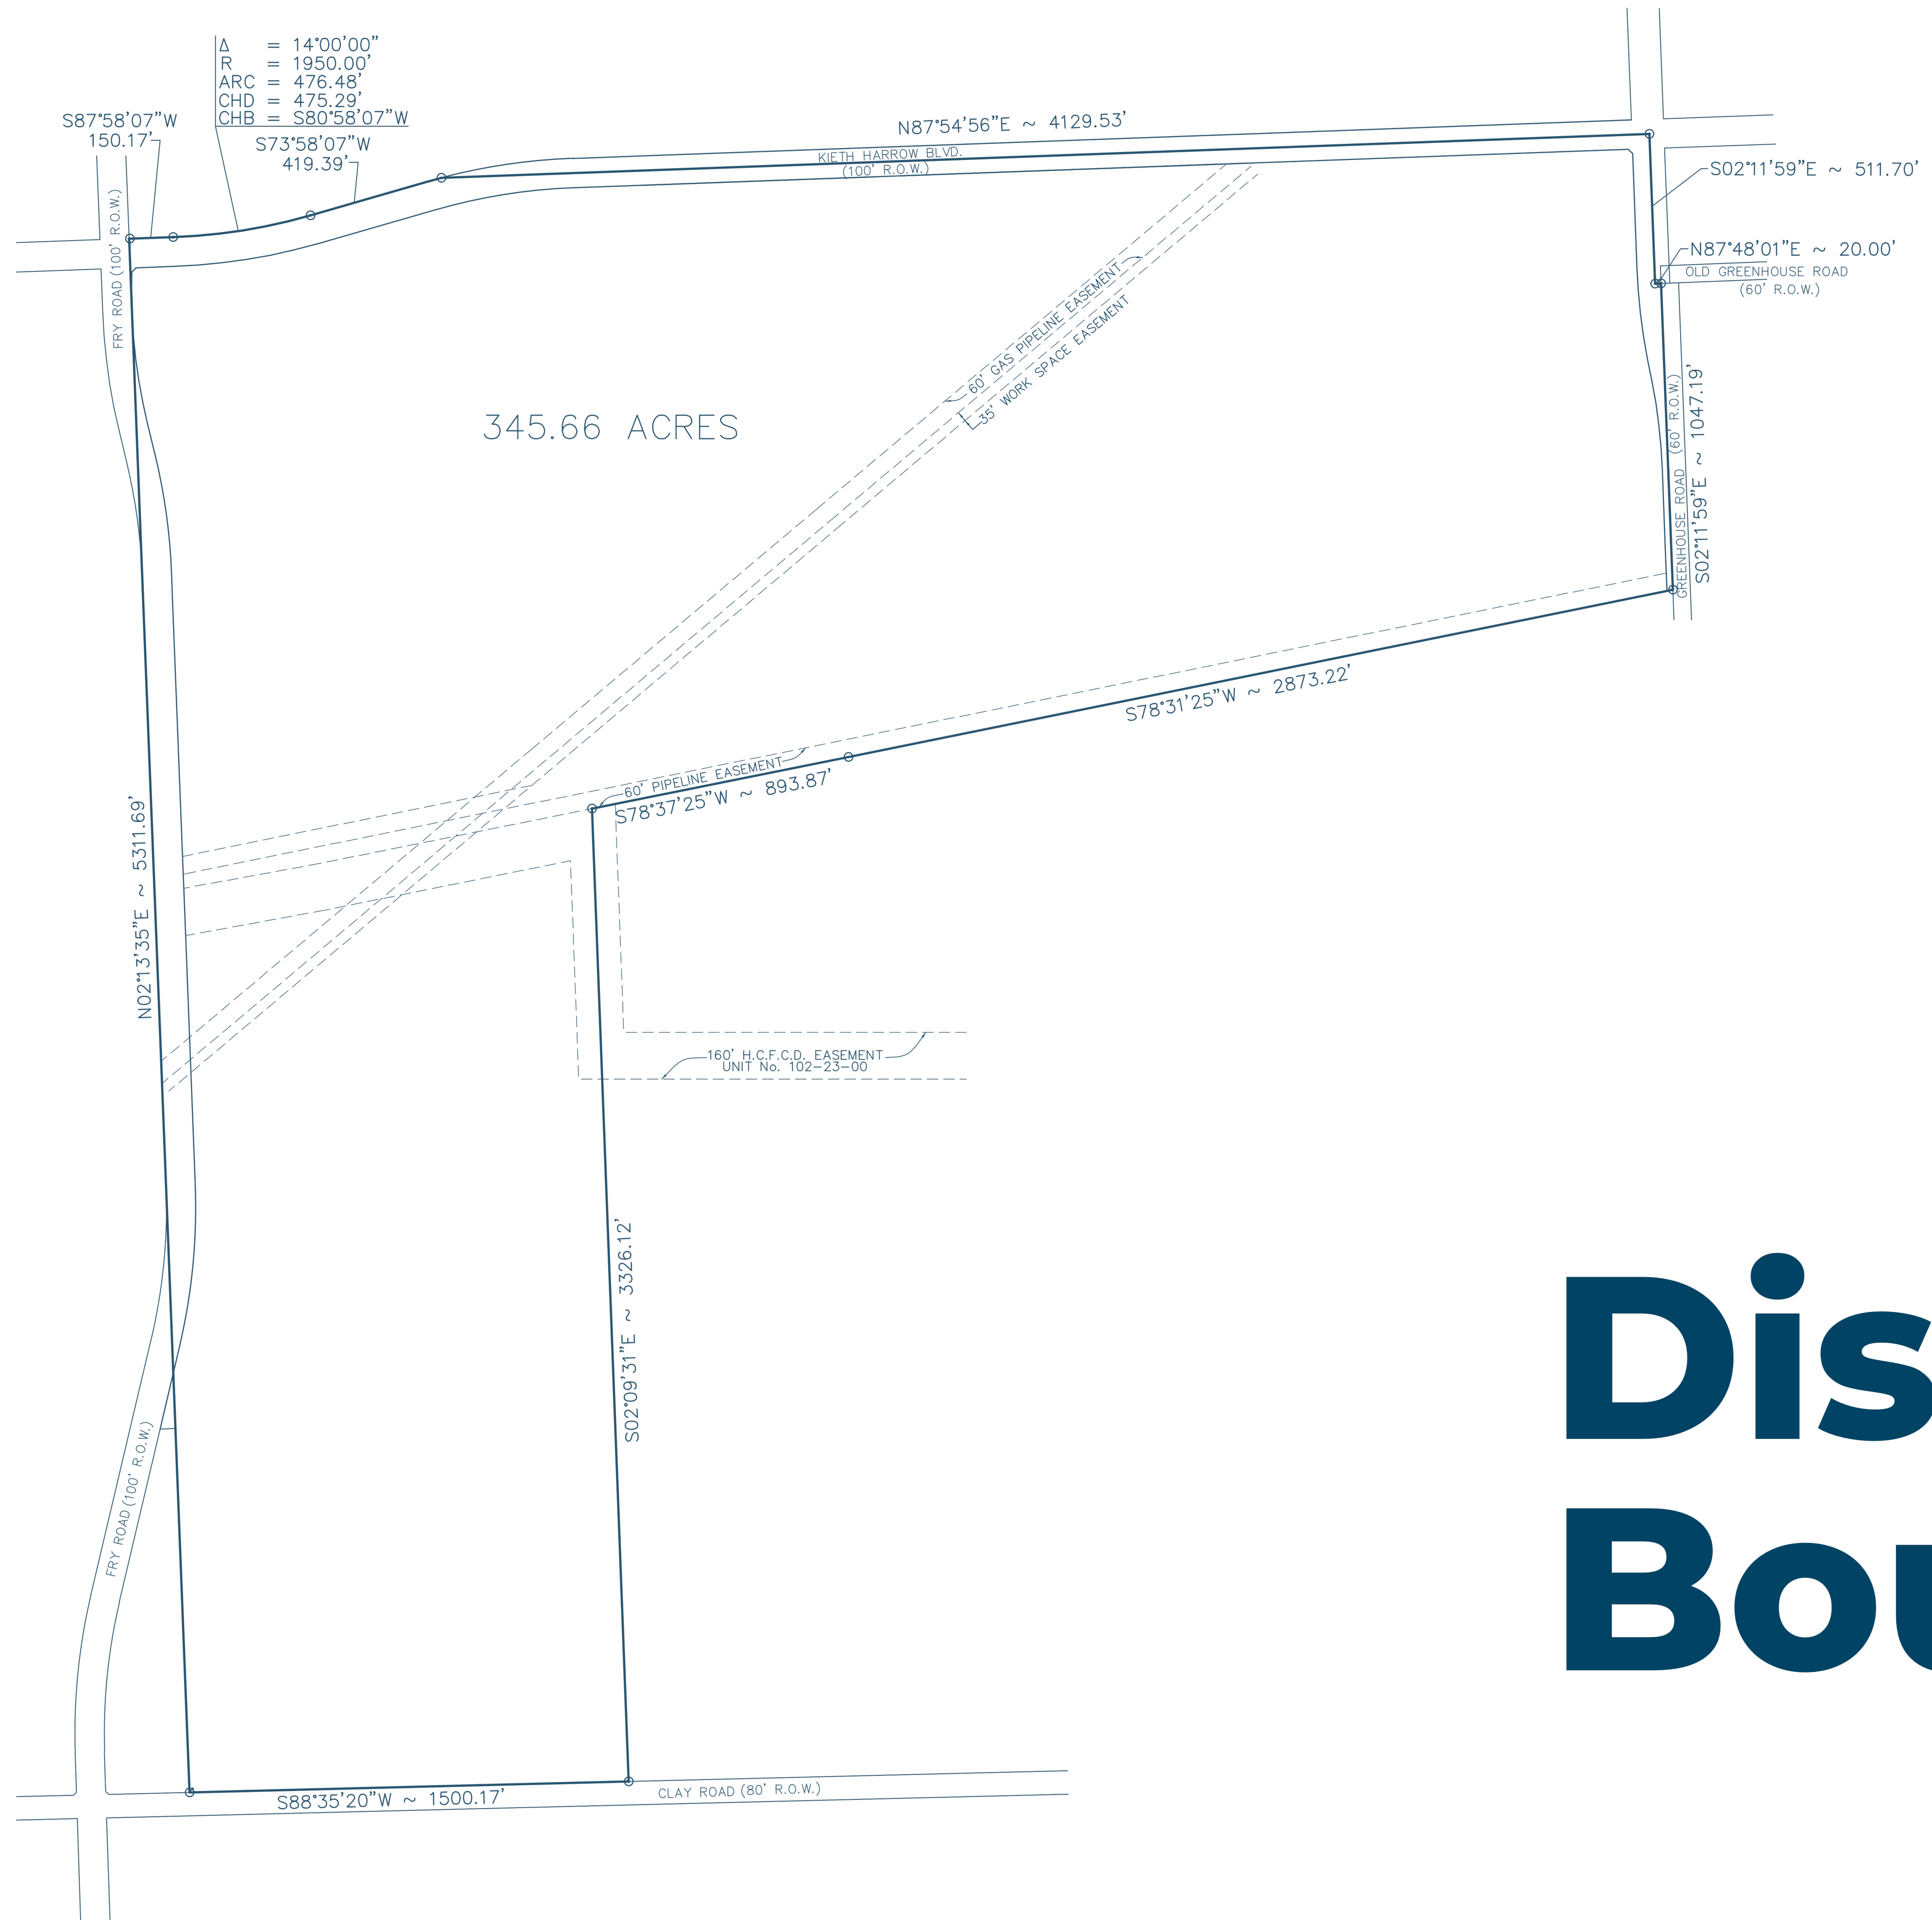 Δ = 14°00'00"
R = 1950.00'
ARC = 476.48'
CHD = 475.29'
CHB = S80°58'07"W
S87°58'07"W
150.17'
S73°58'07"W
419.39'
N87°54'56"E ~ 4129.53'
KIETH HARROW BLVD.
(100' R.O.W.)
S02°11'59"E ~ 511.70'
N87°48'01"E ~ 20.00'
OLD GREENHOUSE ROAD
(60' R.O.W.)
FRY ROAD (100' R.O.W.)
60' GAS PIPELINE EASEMENT
35' WORK SPACE EASEMENT
345.66 ACRES
GREENHOUSE ROAD (60' R.O.W.)
S02°11'59"E ~ 1047.19'
S78°31'25"W ~ 2873.22'
60' PIPELINE EASEMENT
S78°37'25"W ~ 893.87'
N02°13'35"E ~ 5311.69'
160' H.C.F.C.D. EASEMENT
UNIT No. 102-23-00
S02°09'31"E ~ 3326.12'
FRY ROAD (100' R.O.W.)
S88°35'20"W ~ 1500.17'
CLAY ROAD (80' R.O.W.)
Dis
Bou